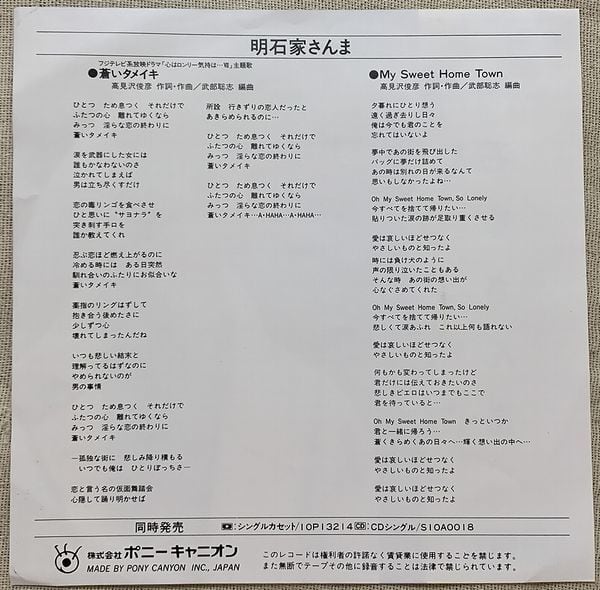 明石家さんま
フジテレビ系放映ドラマ「心はロンリー気持は…Ⅶ」主題歌
●蒼いタメイキ
高見沢俊彦 作詞・作曲／武部聡志 編曲
ひとつ ため息つく それだけで
ふたつの心 離れてゆくなら
みっつ 淫らな恋の終わりに
蒼いタメイキ
涙を武器にした女には
誰もかなわないのさ
泣かれてしまえば
男は立ち尽くすだけ
恋の毒リンゴを食べさせ
ひと思いに“サヨナラ”を
突き刺す手口を
誰か教えてくれ
忍ぶ恋ほど燃え上がるのに
冷める時には ある日突然
馴れ合いのふたりにお似合いな
蒼いタメイキ
薬指のリングはずして
抱き合う後めたさに
少しずつ心
壊れてしまったんだね
いつも悲しい結末と
理解ってるはずなのに
やめられないのが
男の事情
ひとつ ため息つく それだけで
ふたつの心 離れてゆくなら
みっつ 淫らな恋の終わりに
蒼いタメイキ
―孤独な街に 悲しみ降り積もる
いつでも俺は ひとりぼっちさ―
恋と言う名の仮面舞踏会
心隠して踊り明かせば
所詮 行きずりの恋人だったと
あきらめられるのに…
ひとつ ため息つく それだけで
ふたつの心 離れてゆくなら
みっつ 淫らな恋の終わりに
ひとつ ため息つく それだけで
ふたつの心 離れてゆくなら
みっつ 淫らな恋の終わりに
蒼いタメイキ…A・HAHA…A・HAHA…
●My Sweet Home Town
高見沢俊彦 作詞・作曲／武部聡志 編曲
夕暮れにひとり想う
遠く過ぎ去りし日々
俺は今でも君のことを
忘れてはいないよ
夢中であの街を飛び出した
バッグに夢だけ詰めて
あの時は別れの日が来るなんて
思いもしなかったよね…
Oh My Sweet Home Town, So Lonely
今すべてを捨てて帰りたい…
貼りついた涙の跡が足取り重くさせる
愛は哀しいほどせつなく
やさしいものと知ったよ
時には負け犬のように
声の限り泣いたこともある
そんな時 あの街の想い出が
心なぐさめてくれた
Oh My Sweet Home Town, So Lonely
今すべてを捨てて帰りたい…
悲しくて涙あふれ これ以上何も語れない
愛は哀しいほどせつなく
やさしいものと知ったよ
何もかも変わってしまったけど
君だけには伝えておきたいのさ
悲しきピエロはいつまでもここで
君を待っていると…
Oh My Sweet Home Town きっといつか
君と一緒に帰ろう…
蒼くきらめくあの日々へ…輝く想い出の中へ…
愛は哀しいほどせつなく
やさしいものと知ったよ
愛は哀しいほどせつなく
やさしいものと知ったよ
同時発売
:シングルカセット/10P13214 CD:CDシングル/S10A0018
株式会社 ポニーキャニオン
MADE BY PONY CANYON INC., JAPAN
このレコードは権利者の許諾なく賃貸業に使用することを禁じます。
また無断でテープその他に録音することは法律で禁じられています。